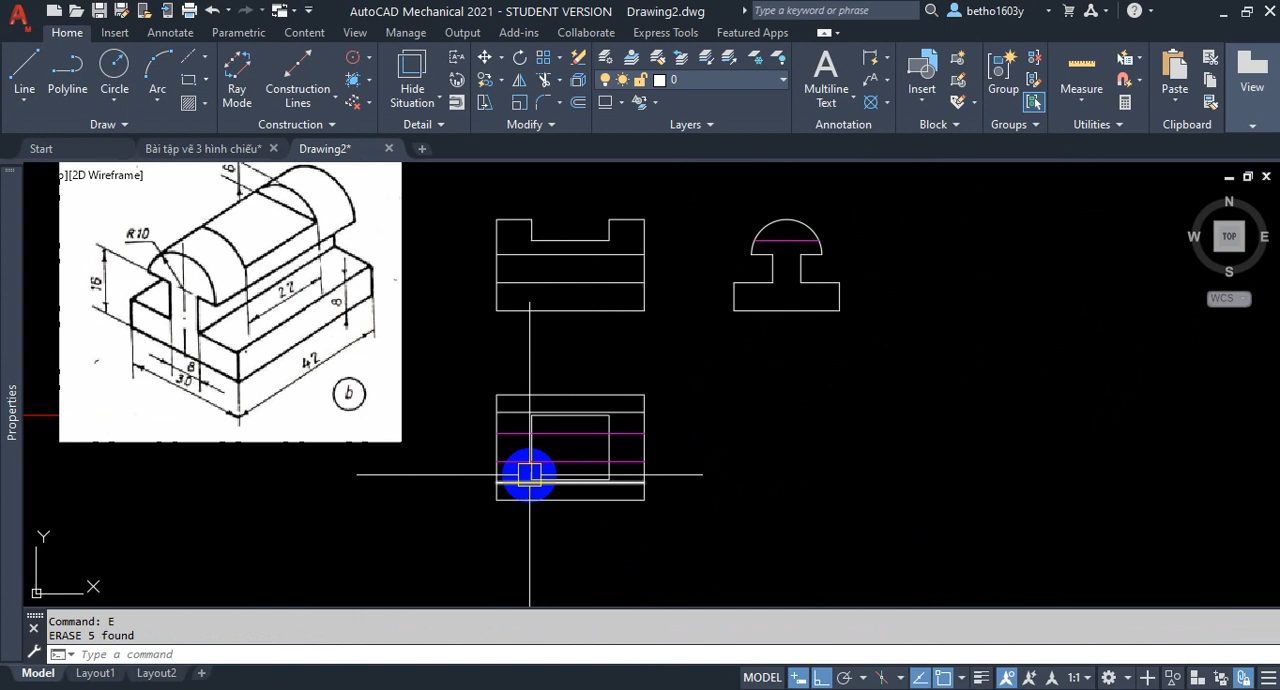 AutoCAD Mechanical 2021 - STUDENT VERSION Drawing2.dwg
Type a keyword or phrase
betho1603y
Home Insert Annotate Parametric Content View Manage Output Add-ins Collaborate Express Tools Featured Apps
Line Polyline Circle Arc
Ray Mode
Construction Lines
Hide Situation
0
Multiline Text
Insert
Group
Measure
Paste
View
Draw Construction Detail Modify Layers Annotation Block Groups Utilities Clipboard
Start Bài tập vẽ 3 hình chiếu* Drawing2*
p][2D Wireframe]
N
W TOP E
S
WCS
R10
16
22
8
8
30
42
b
Properties
Y
X
Command: E
ERASE 5 found
Type a command
Model Layout1 Layout2
MODEL
1:1